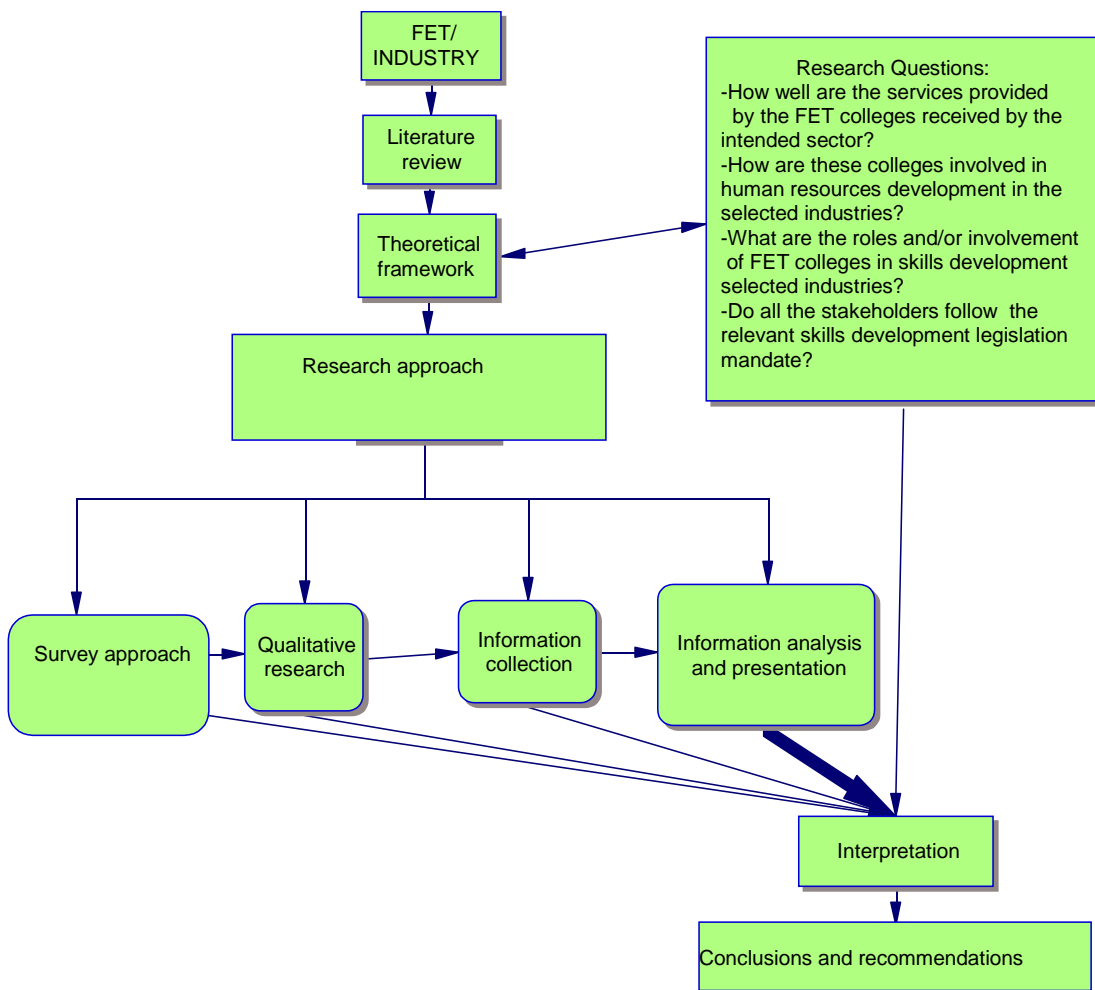 FET/
INDUSTRY
Literature
review
Theoretical
framework
Research approach
Research Questions:
-How well are the services provided
by the FET colleges received by the
intended sector?
-How are these colleges involved in
human resources development in the
selected industries?
-What are the roles and/or involvement
of FET colleges in skills development
selected industries?
-Do all the stakeholders follow the
relevant skills development legislation
mandate?
Survey approach
Qualitative
research
Information
collection
Information analysis
and presentation
Interpretation
Conclusions and recommendations